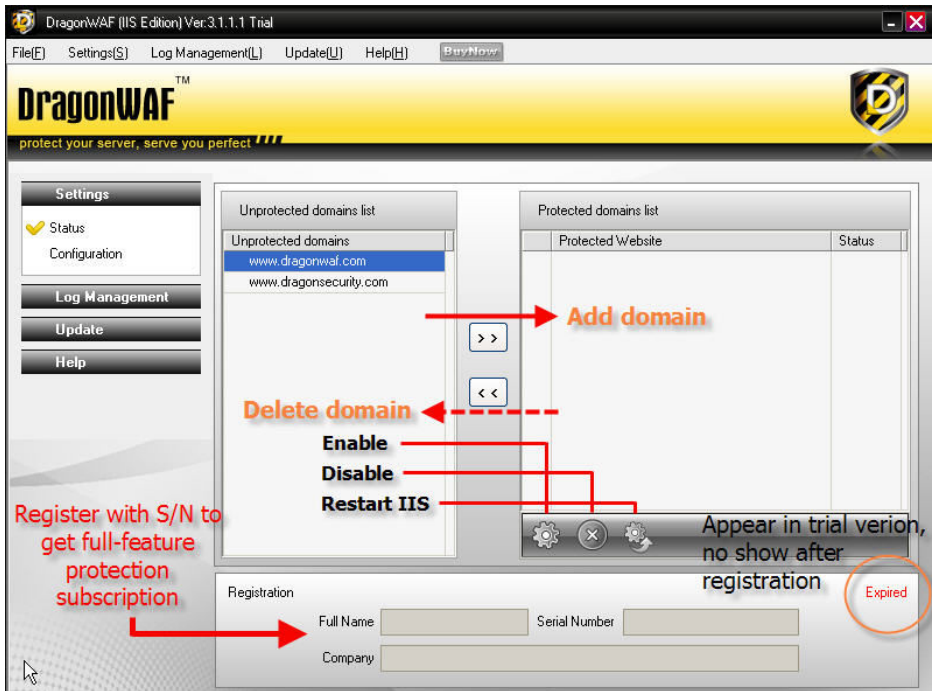 DragonWAF (IIS Edition) Ver:3.1.1.1 Trial
File(F) Settings(S) Log Management(L) Update(U) Help(H) BuyNow
DragonWAF TM
protect your server, serve you perfect
D
Settings
Status
Configuration
Log Management
Update
Help
Unprotected domains list
Unprotected domains
www.dragonwaf.com
www.dragonsecurity.com
Protected domains list
Protected Website Status
>>
<<
Add domain
Delete domain
Enable
Disable
Restart IIS
Register with S/N to
get full-feature
protection
subscription
Appear in trial verion,
no show after
registration
Registration
Expired
Full Name
Serial Number
Company